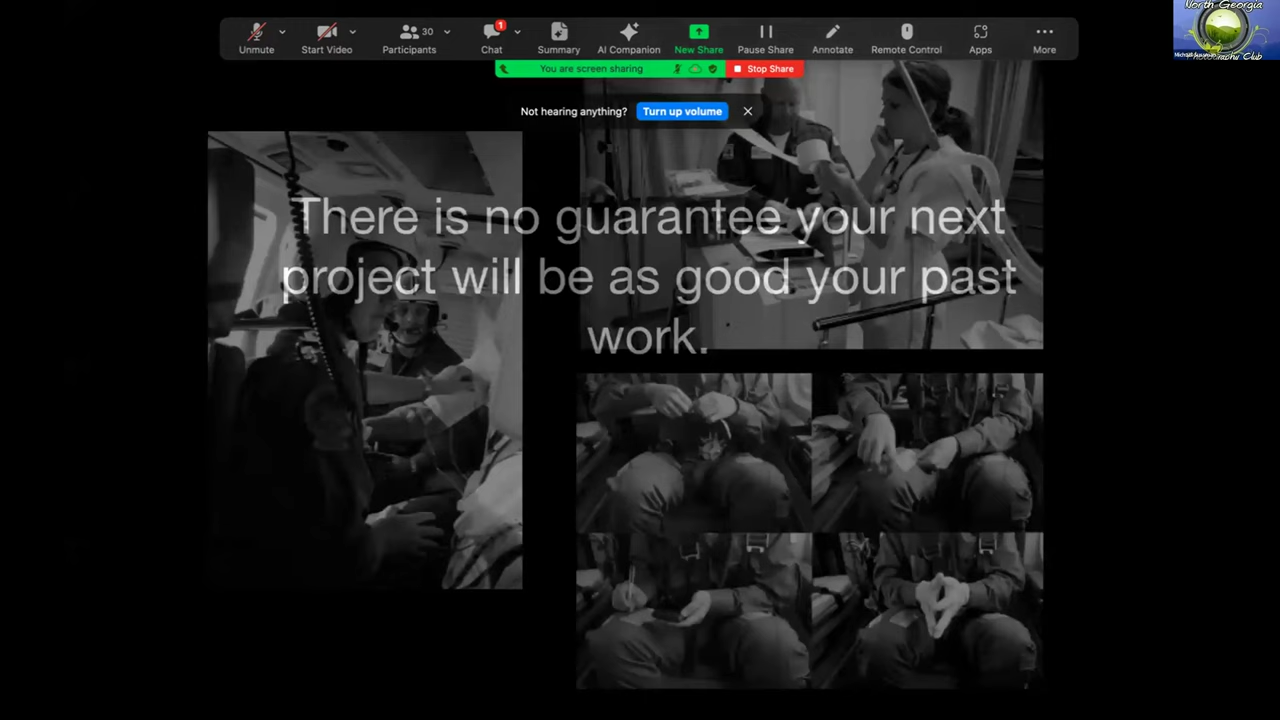 North Georgia
Photography Club
30
1
Unmute
Start Video
Participants
Chat
Summary
AI Companion
New Share
Pause Share
Annotate
Remote Control
Apps
More
You are screen sharing
Stop Share
Not hearing anything?
Turn up volume
There is no guarantee your next
project will be as good your past
work.